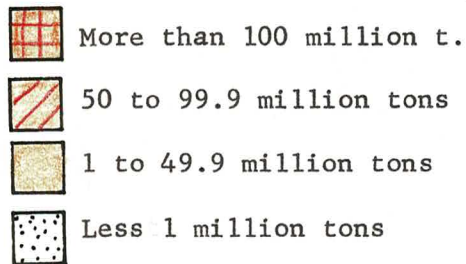 More than 100 million t.
50 to 99.9 million tons
1 to 49.9 million tons
Less 1 million tons